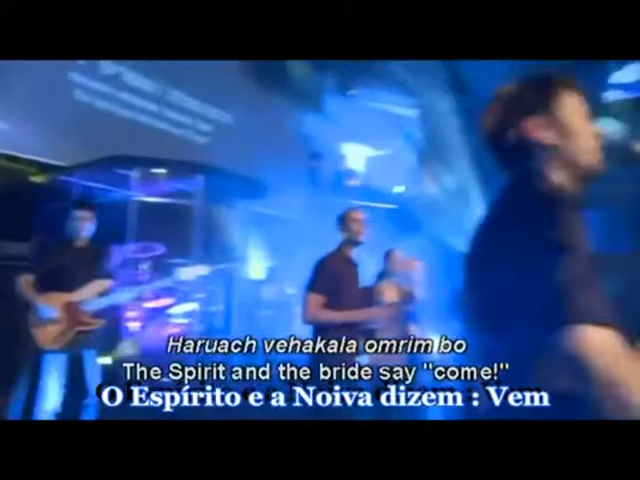 Haruach vehakala omrim bo
The Spirit and the bride say "come!"
O Espírito e a Noiva dizem : Vem